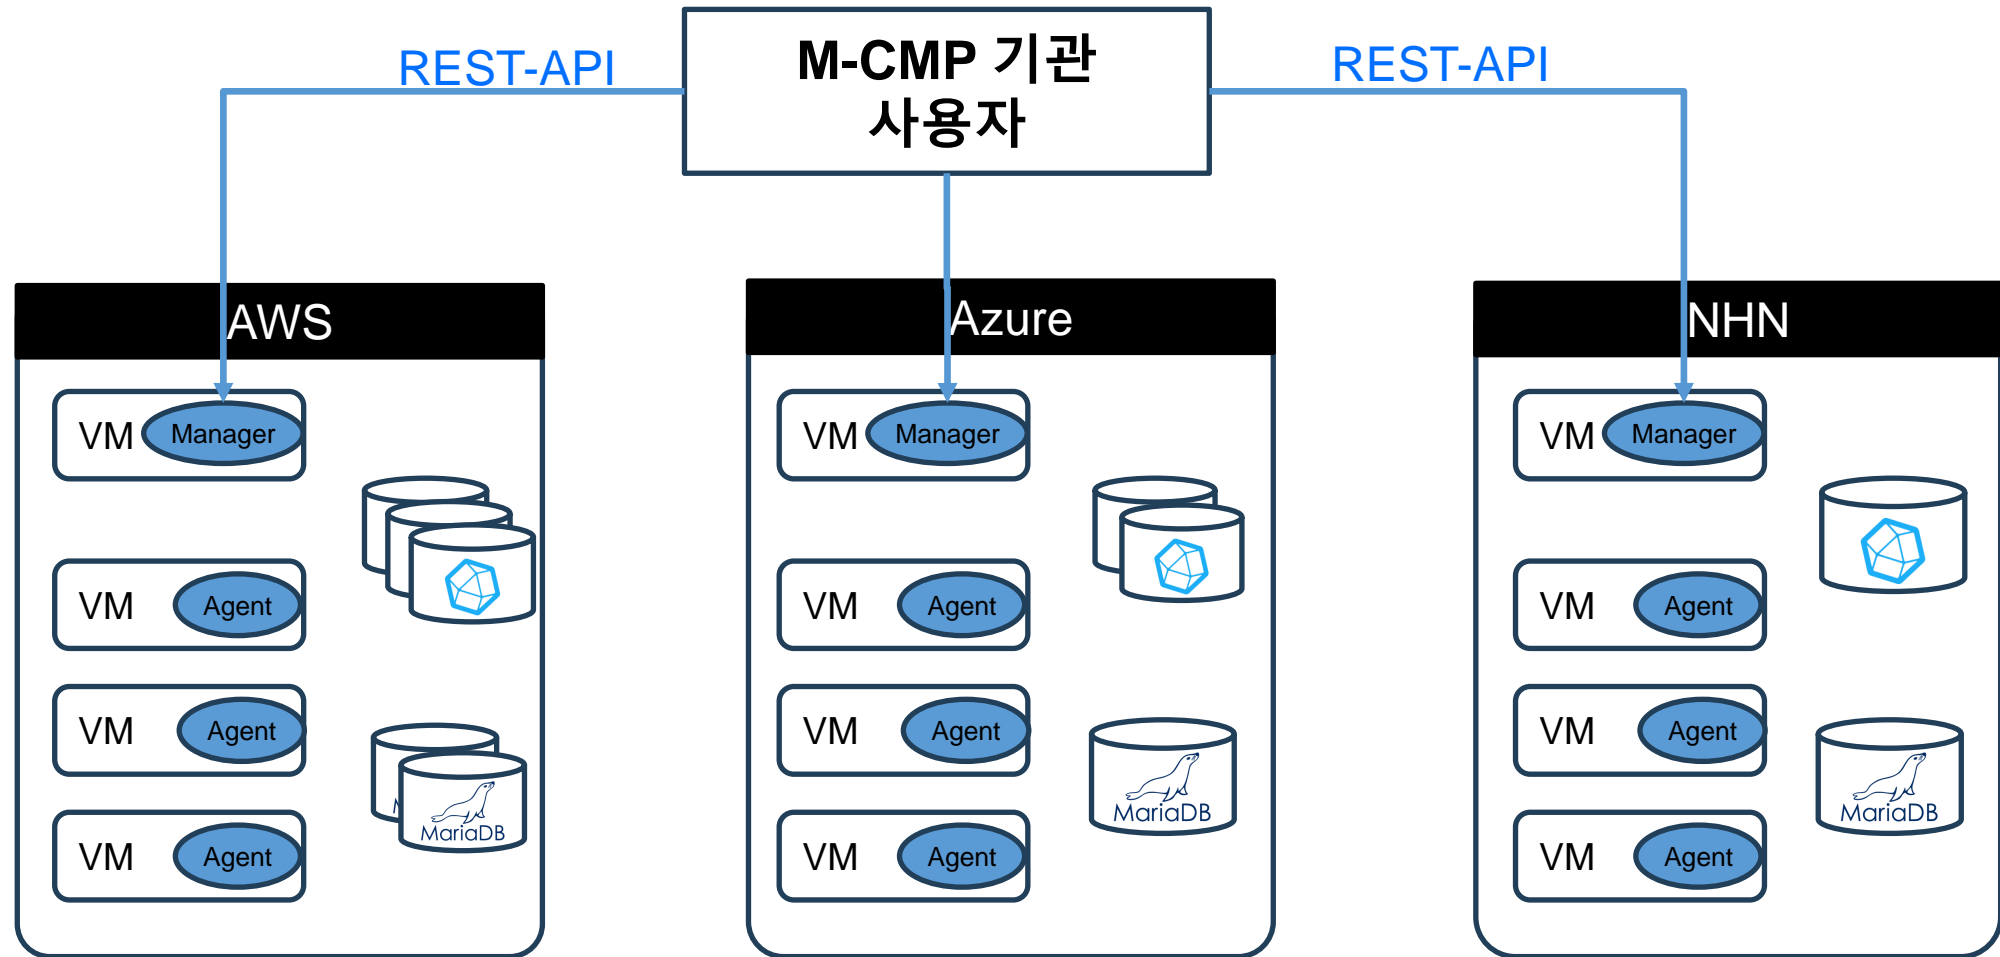 REST-API
M-CMP 기관
사용자
REST-API
AWS
VM
Manager
VM
Agent
VM
Agent
VM
Agent
MariaDB
Azure
VM
Manager
VM
Agent
VM
Agent
VM
Agent
MariaDB
NHN
VM
Manager
VM
Agent
VM
Agent
VM
Agent
MariaDB